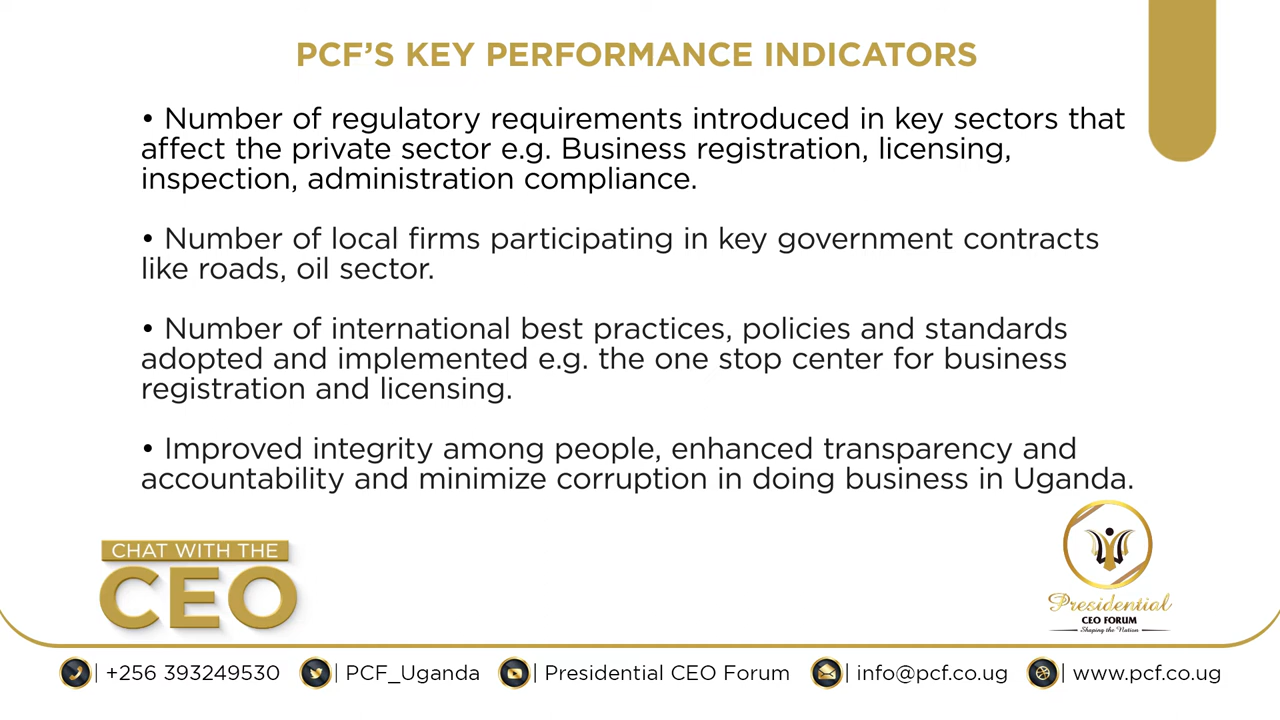 PCF’S KEY PERFORMANCE INDICATORS
• Number of regulatory requirements introduced in key sectors that
affect the private sector e.g. Business registration, licensing,
inspection, administration compliance.
• Number of local firms participating in key government contracts
like roads, oil sector.
• Number of international best practices, policies and standards
adopted and implemented e.g. the one stop center for business
registration and licensing.
• Improved integrity among people, enhanced transparency and
accountability and minimize corruption in doing business in Uganda.
CHAT WITH THE
CEO
Presidential
CEO FORUM
Shaping the Nation
| +256 393249530 | PCF_Uganda | Presidential CEO Forum | info@pcf.co.ug | www.pcf.co.ug